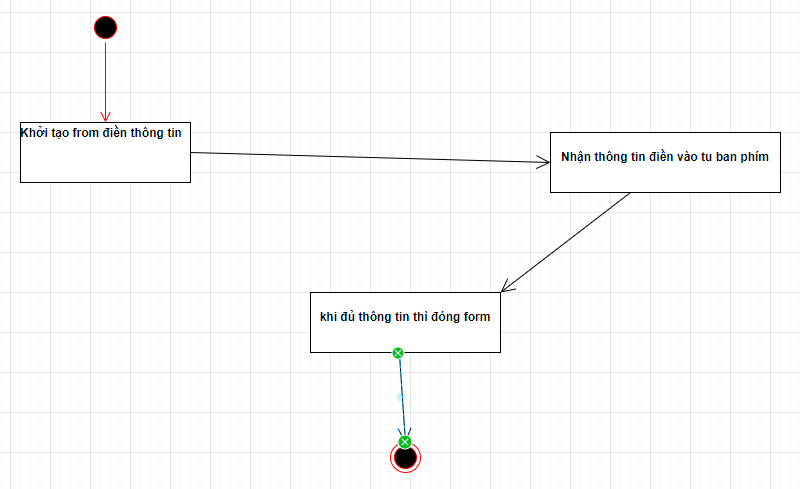 Khởi tạo from điền thông tin
Nhận thông tin điền vào tu ban phím
khi đủ thông tin thì đóng form